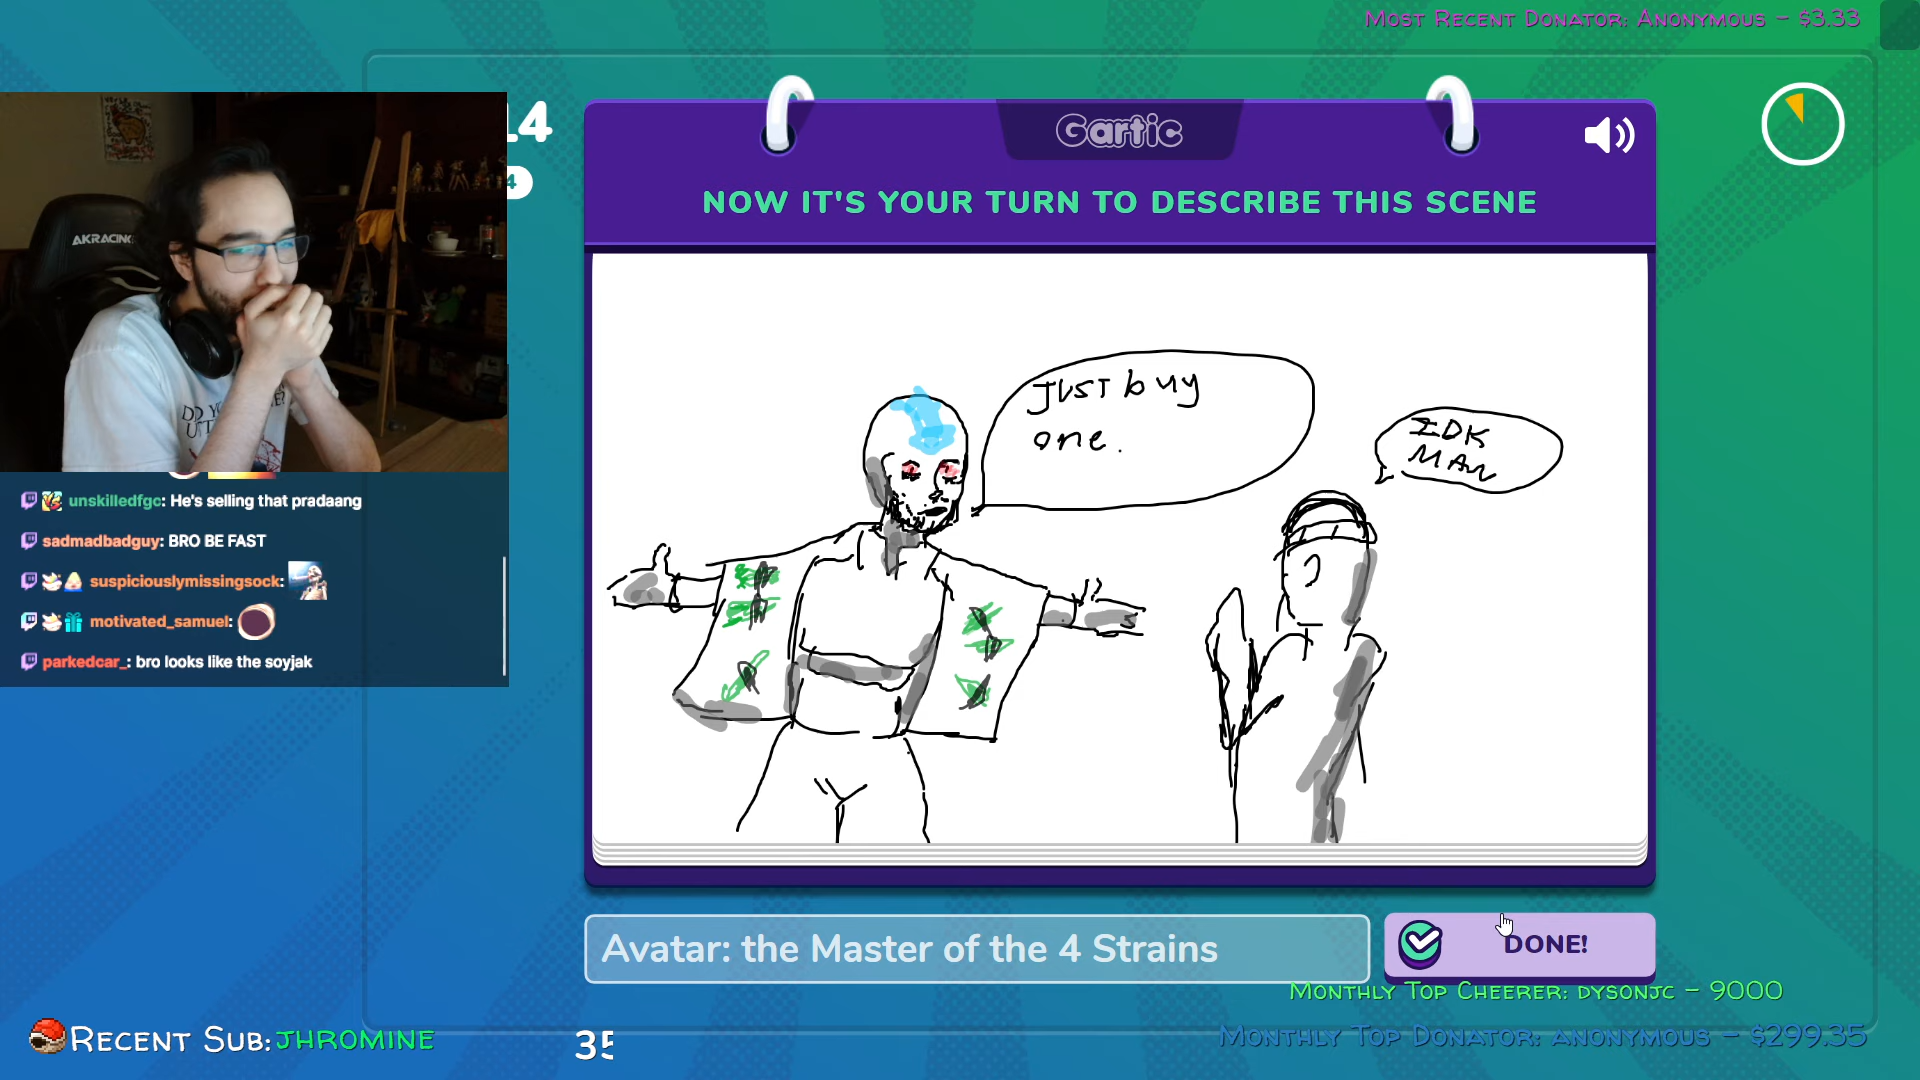 MOST RECENT DONATOR: ANONYMOUS - $3.33
14
4
Gartic
NOW IT'S YOUR TURN TO DESCRIBE THIS SCENE
AKRACING
JUST buy
one.
IDK
MAN
unskilledfgc: He's selling that pradaang
sadmadbadguy: BRO BE FAST
suspiciouslymissingsock:
motivated_samuel:
parkedcar_: bro looks like the soyjak
Avatar: the Master of the 4 Strains
DONE!
MONTHLY TOP CHEERER: DYSONJC - 9000
RECENT SUB: JHROMINE
35
MONTHLY TOP DONATOR: ANONYMOUS - $299.35